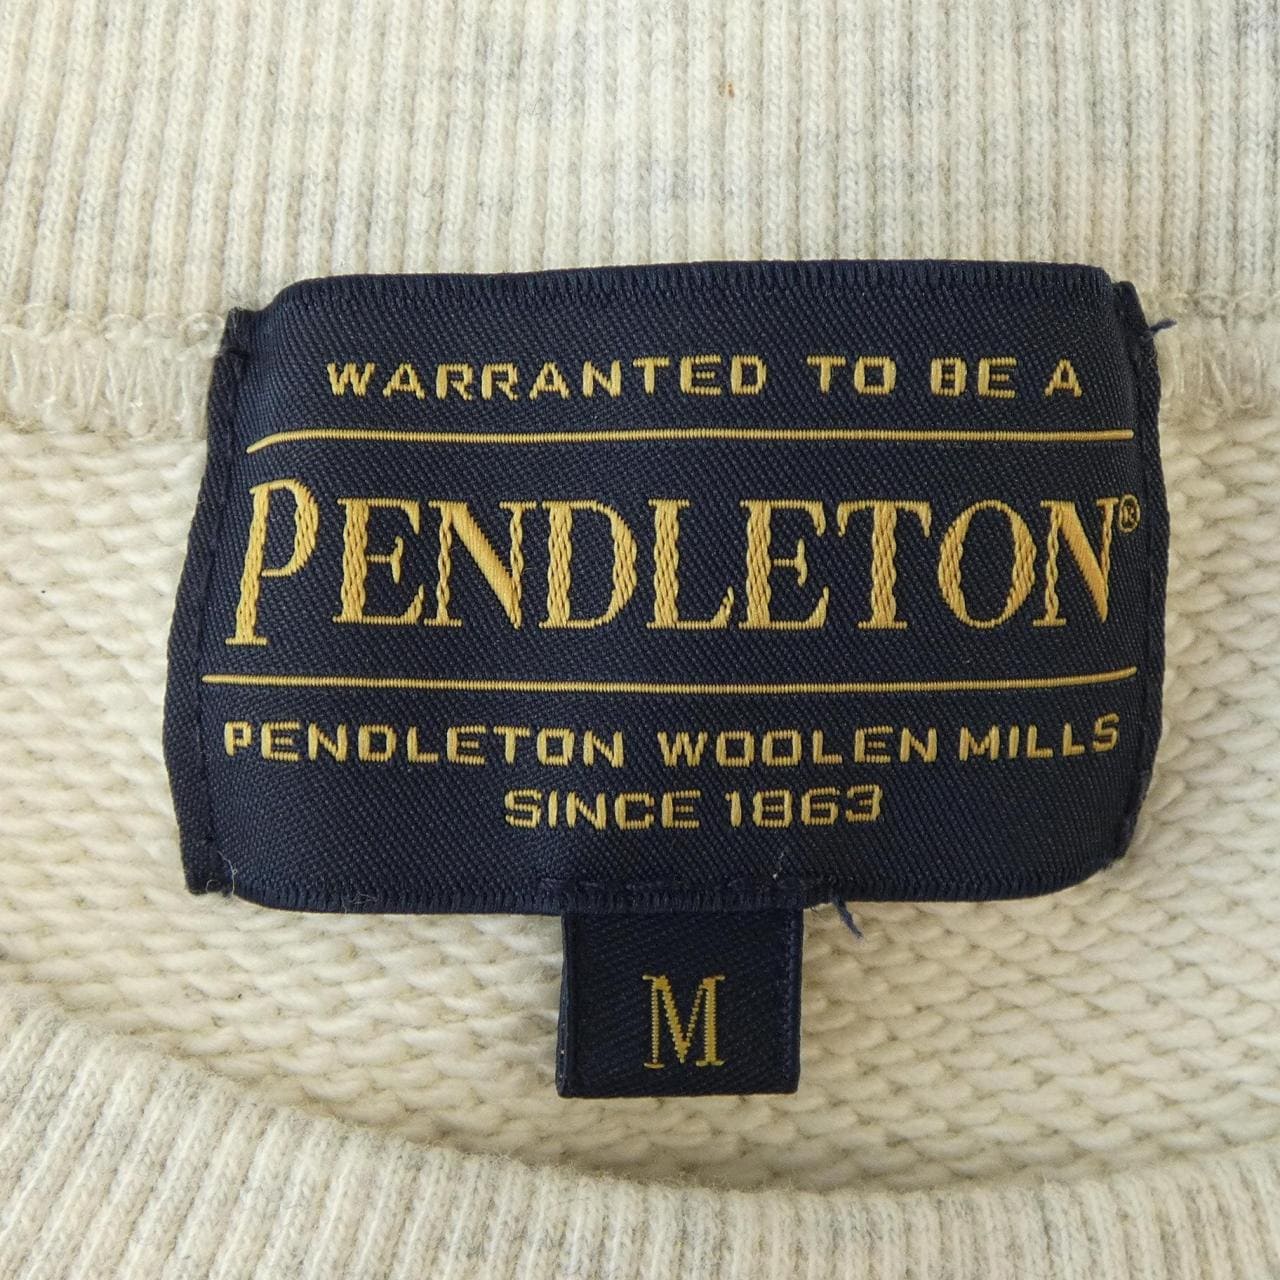 WARRANTED TO BE A
PENDLETON®
PENDLETON WOOLEN MILLS
SINCE 1863
M